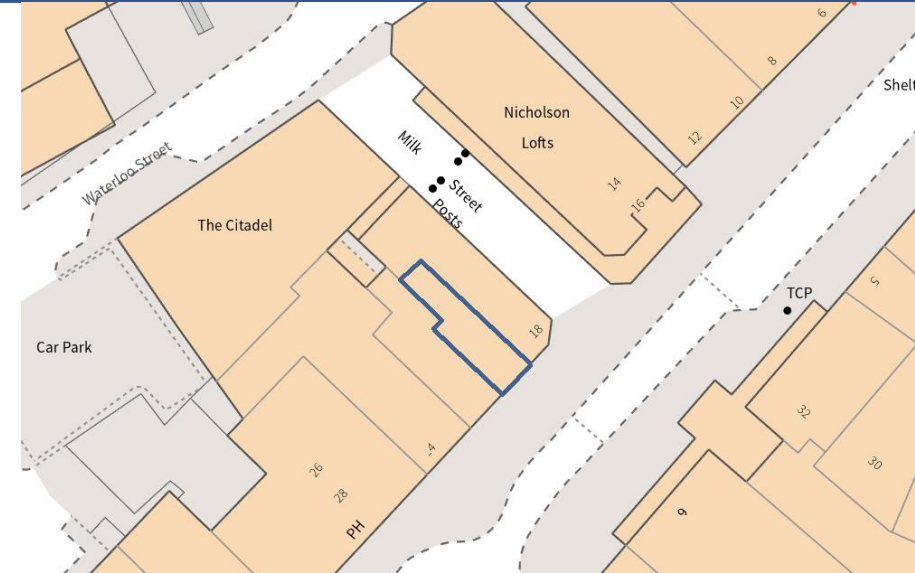 6
8
10
12
Shelt
Nicholson
Lofts
Milk
Street
Posts
14
16
Waterloo Street
The Citadel
Car Park
18
TCP
5
32
30
26
28
-4
PH
9